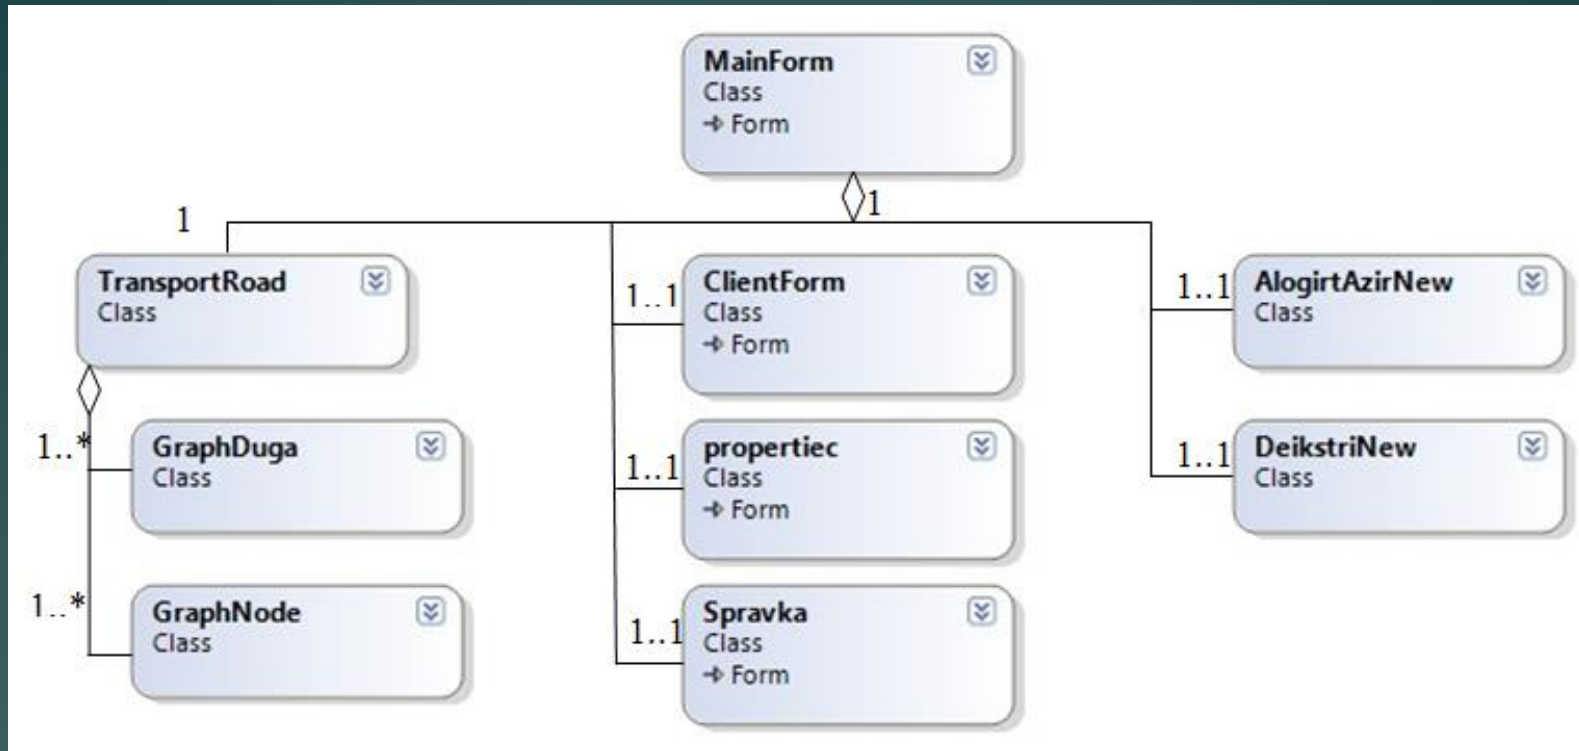 MainForm
Class
Form
1
1
TransportRoad
Class
1..1
ClientForm
Class
Form
1..1
AlogirtAzirNew
Class
1..*
GraphDuga
Class
1..1
propertiec
Class
Form
1..1
DeikstriNew
Class
1..*
GraphNode
Class
1..1
Spravka
Class
Form